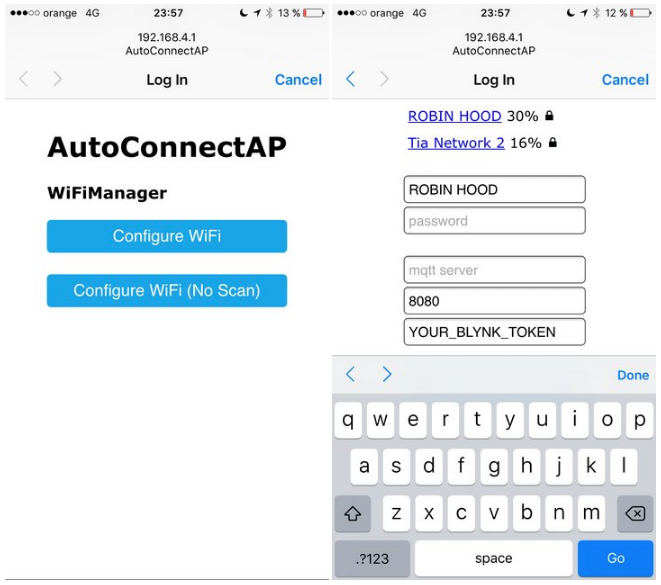 orange 4G 23:57 13 %
192.168.4.1
AutoConnectAP
Log In Cancel
AutoConnectAP
WiFiManager
Configure WiFi
Configure WiFi (No Scan)
orange 4G 23:57 12 %
192.168.4.1
AutoConnectAP
Log In Cancel
ROBIN HOOD 30%
Tia Network 2 16%
ROBIN HOOD
password
mqtt server
8080
YOUR_BLYNK_TOKEN
Done
q w e r t y u i o p
a s d f g h j k l
z x c v b n m
.?123 space Go